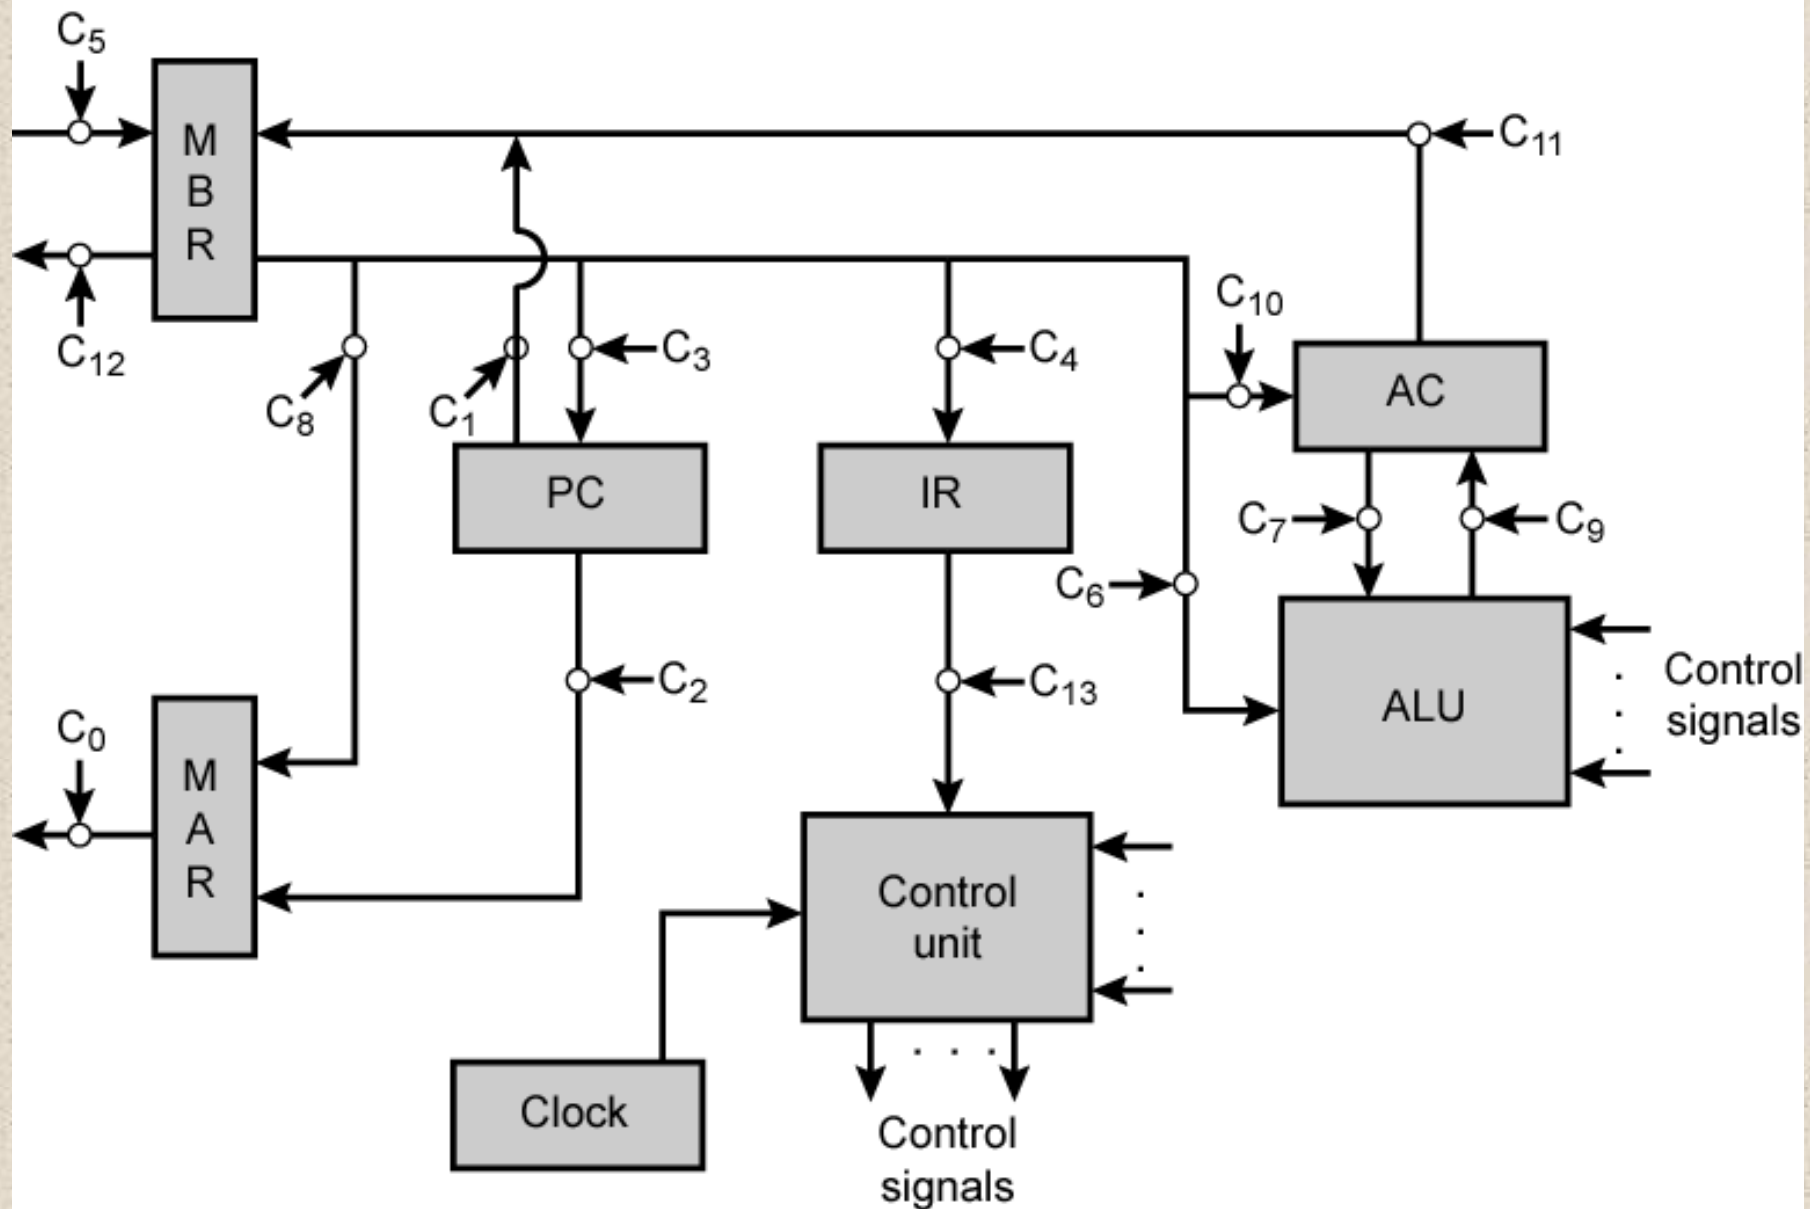 C5
M
B
R
C11
C12
C10
C8
C1
C3
C4
AC
PC
IR
C7
C9
C6
C2
C13
Control
signals
ALU
C0
M
A
R
Control
unit
Clock
Control
signals